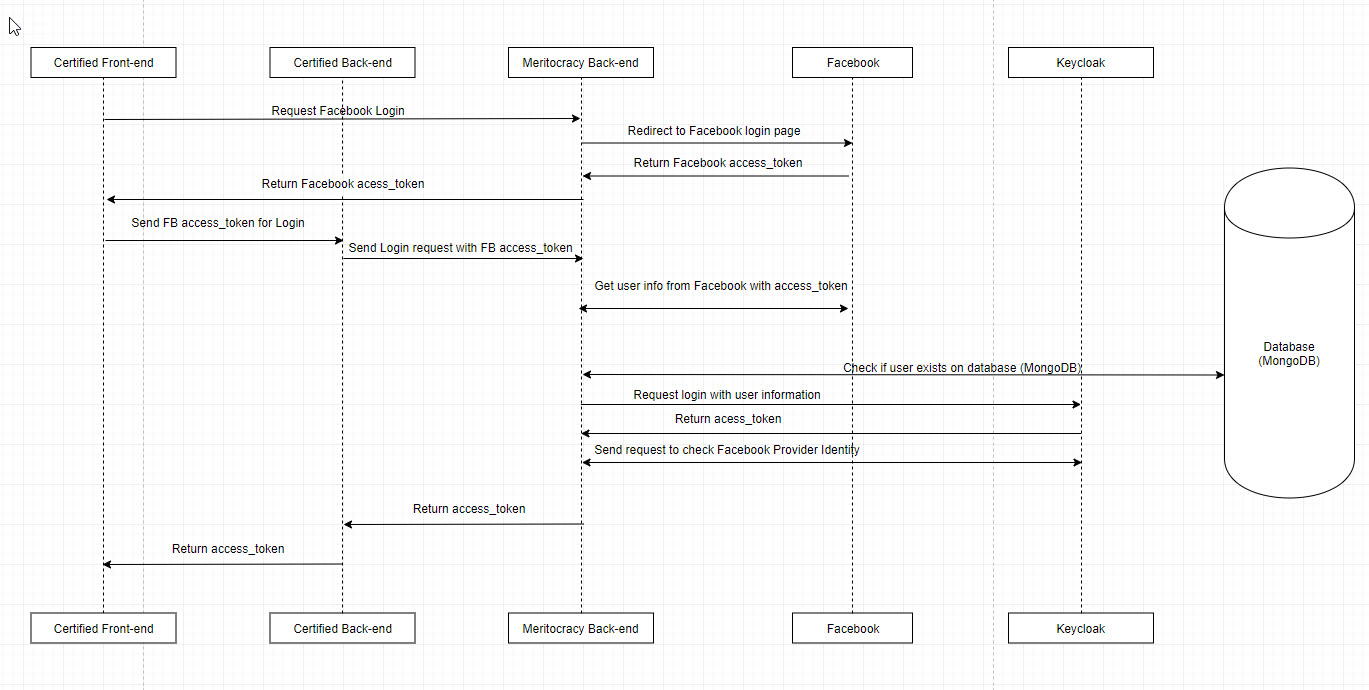 Certified Front-end
Certified Back-end
Meritocracy Back-end
Facebook
Keycloak
Request Facebook Login
Redirect to Facebook login page
Return Facebook access_token
Return Facebook acess_token
Send FB access_token for Login
Send Login request with FB access_token
Get user info from Facebook with access_token
Database
(MongoDB)
Check if user exists on database (MongoDB)
Request login with user information
Return acess_token
Send request to check Facebook Provider Identity
Return access_token
Return access_token
Certified Front-end
Certified Back-end
Meritocracy Back-end
Facebook
Keycloak